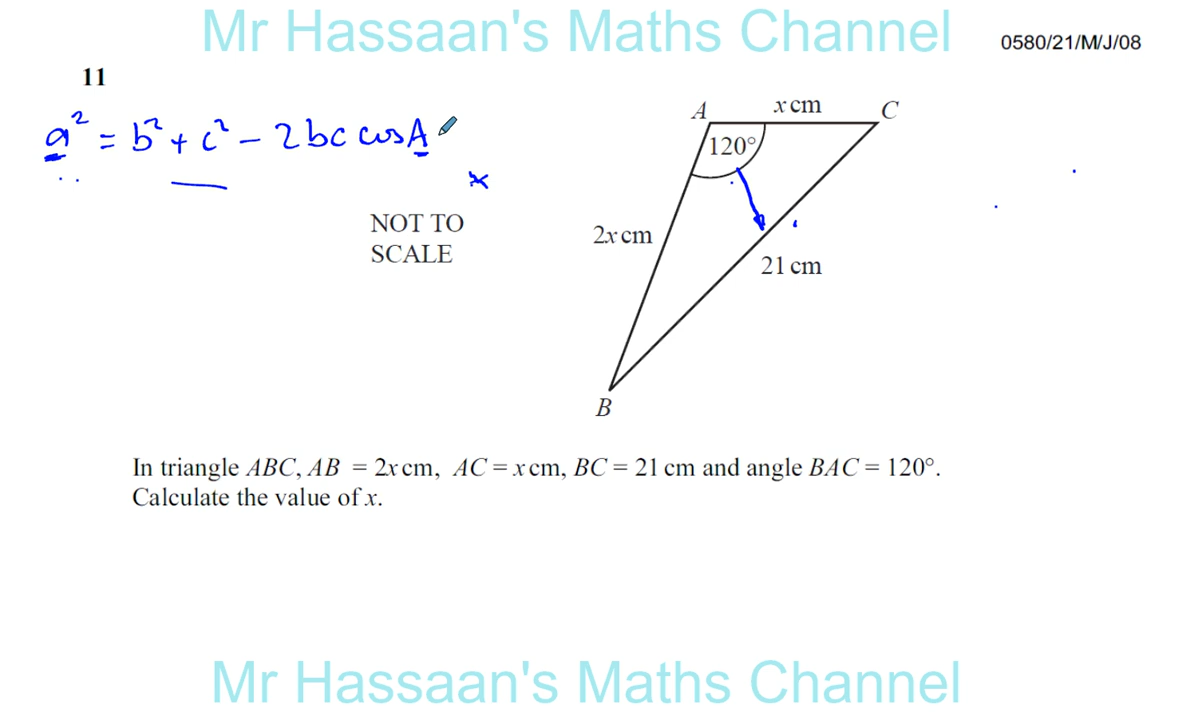 Mr Hassaan's Maths Channel
0580/21/M/J/08
11
a² = b² + c² - 2bc cosA
A
x cm
C
120°
NOT TO
SCALE
2x cm
21 cm
B
In triangle ABC, AB = 2x cm, AC = x cm, BC = 21 cm and angle BAC = 120°.
Calculate the value of x.
Mr Hassaan's Maths Channel